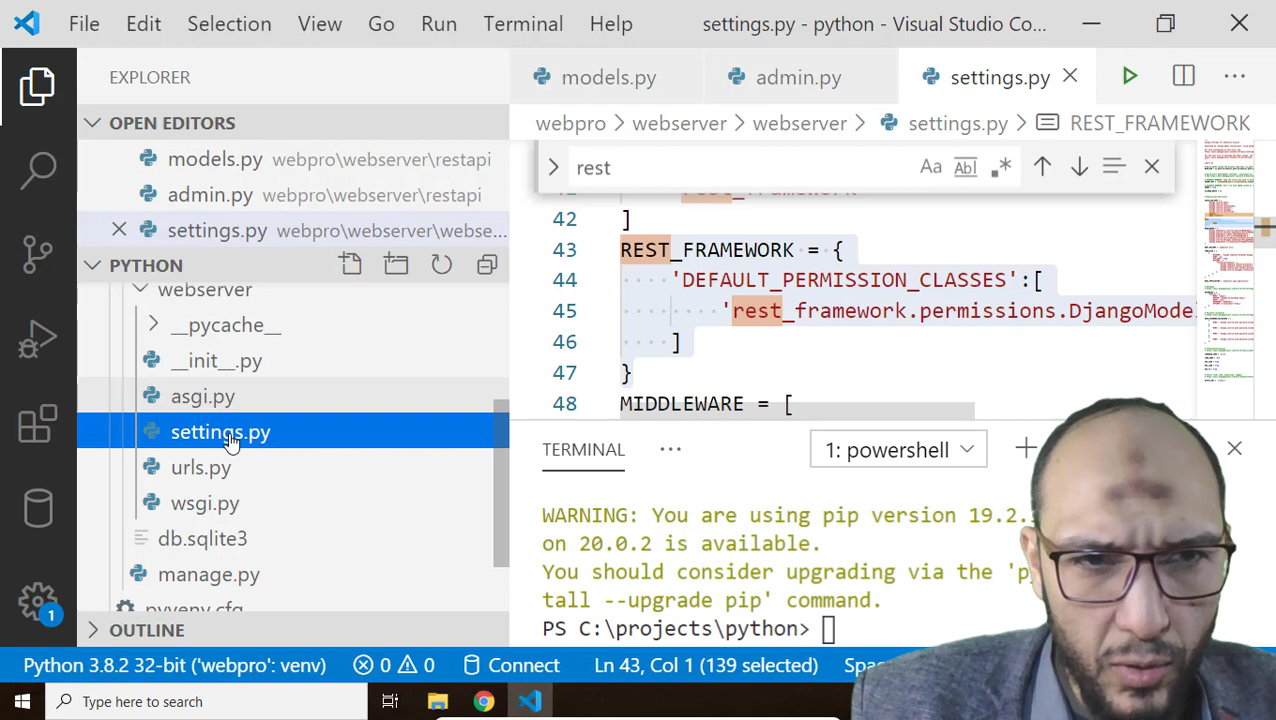 File Edit Selection View Go Run Terminal Help settings.py - python - Visual Studio Co...
EXPLORER
OPEN EDITORS
models.py webpro\webserver\restapi
admin.py webpro\webserver\restapi
settings.py webpro\webserver\webse...
PYTHON
webserver
__pycache__
__init__.py
asgi.py
settings.py
urls.py
wsgi.py
db.sqlite3
manage.py
pyvenv.cfg
OUTLINE
models.py admin.py settings.py
webpro > webserver > webserver > settings.py > REST_FRAMEWORK
rest Aa Abl
42 ]
43 REST_FRAMEWORK = {
44 'DEFAULT_PERMISSION_CLASSES':[
45 'rest_framework.permissions.DjangoModel
46 ]
47 }
48 MIDDLEWARE = [
TERMINAL ... 1: powershell
WARNING: You are using pip version 19.2.
on 20.0.2 is available.
You should consider upgrading via the 'p
tall --upgrade pip' command.
PS C:\projects\python>
1
Python 3.8.2 32-bit ('webpro': venv) 0 0 Connect Ln 43, Col 1 (139 selected) Spa
Type here to search